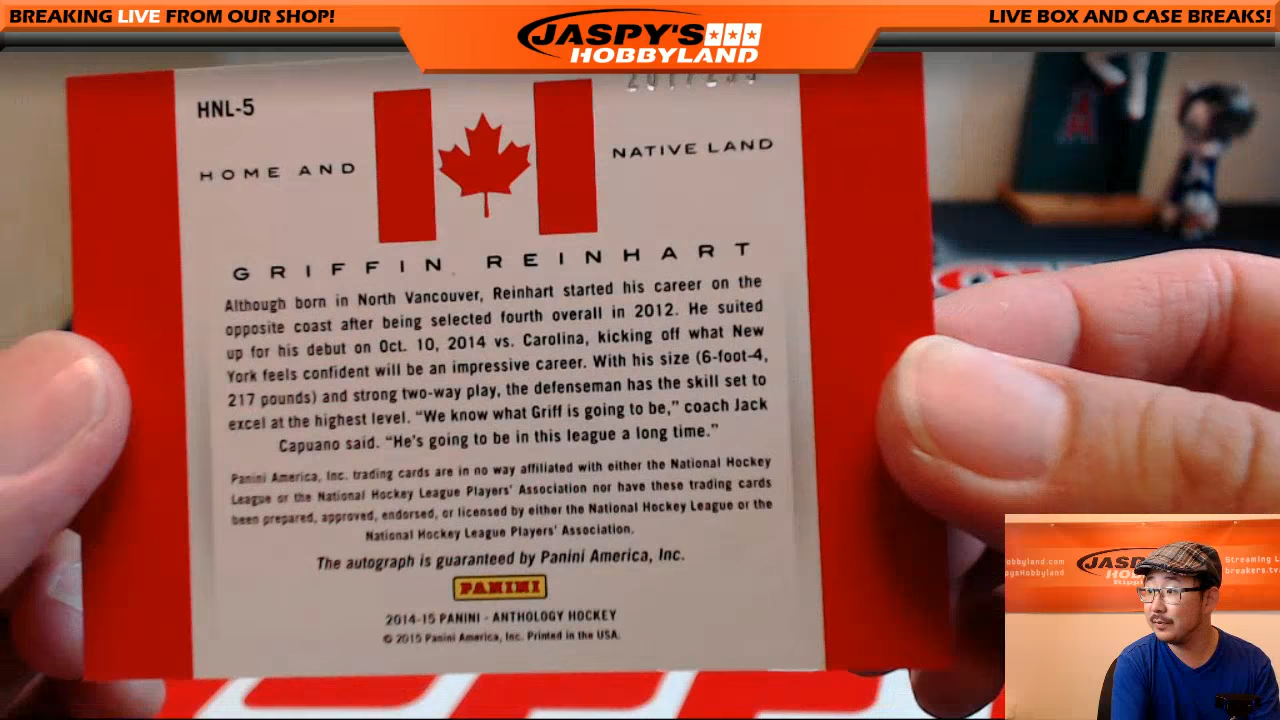 BREAKING LIVE FROM OUR SHOP!
JASPY'S
HOBBYLAND
LIVE BOX AND CASE BREAKS!
HNL-5
HOME AND
NATIVE LAND
GRIFFIN REINHART
Although born in North Vancouver, Reinhart started his career on the
opposite coast after being selected fourth overall in 2012. He suited
up for his debut on Oct. 10, 2014 vs. Carolina, kicking off what New
York feels confident will be an impressive career. With his size (6-foot-4,
217 pounds) and strong two-way play, the defenseman has the skill set to
excel at the highest level. "We know what Griff is going to be," coach Jack
Capuano said. "He's going to be in this league a long time."
Panini America, Inc. trading cards are in no way affiliated with either the National Hockey
League or the National Hockey League Players' Association nor have these trading cards
been prepared, approved, endorsed, or licensed by either the National Hockey League or the
National Hockey League Players' Association.
The autograph is guaranteed by Panini America, Inc.
PANINI
2014-15 PANINI - ANTHOLOGY HOCKEY
© 2015 Panini America, Inc. Printed in the USA.
Streaming
breakers.tv